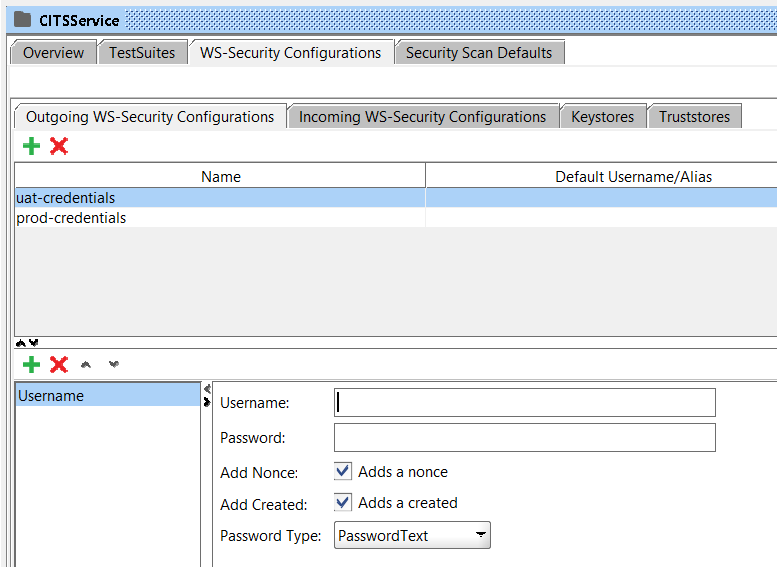 CITSService
Overview TestSuites WS-Security Configurations Security Scan Defaults
Outgoing WS-Security Configurations Incoming WS-Security Configurations Keystores Truststores
Name Default Username/Alias
uat-credentials
prod-credentials
Username
Username:
Password:
Add Nonce: Adds a nonce
Add Created: Adds a created
Password Type: PasswordText